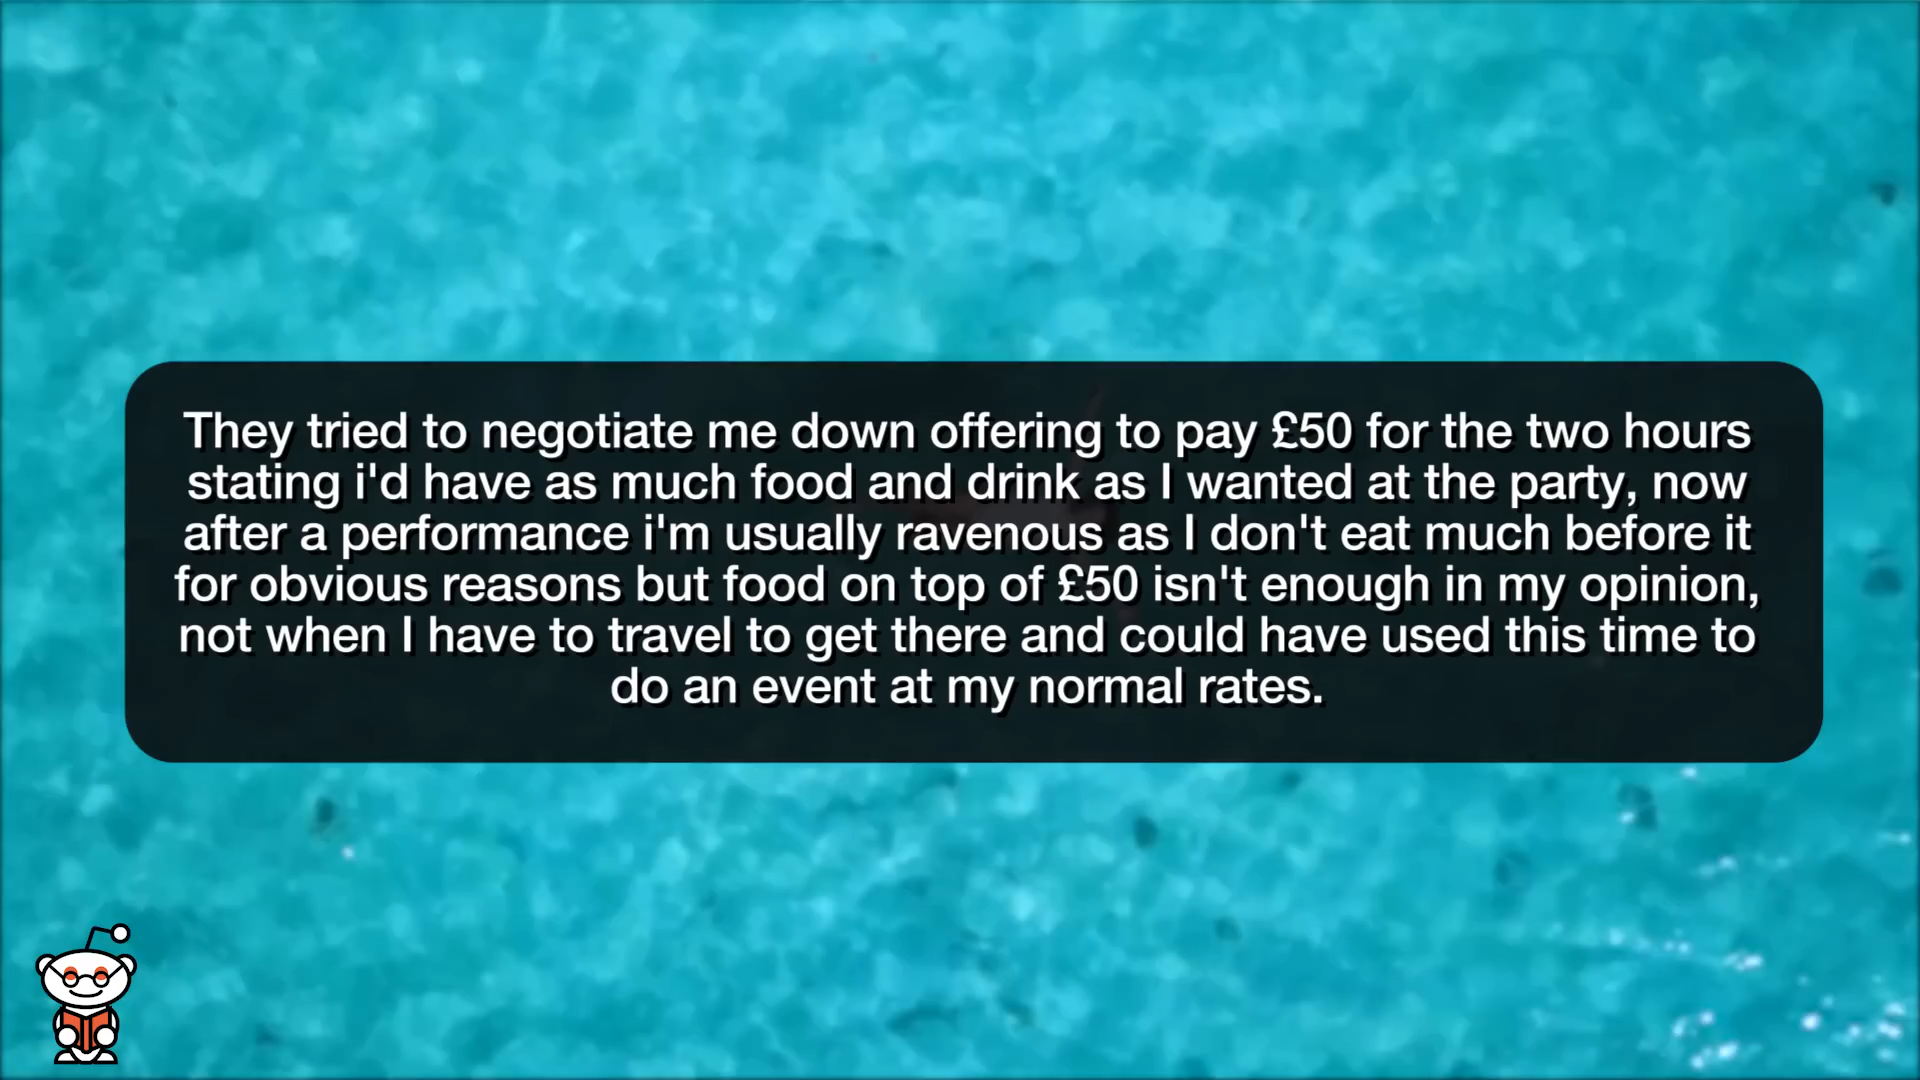 They tried to negotiate me down offering to pay £50 for the two hours
stating i'd have as much food and drink as I wanted at the party, now
after a performance i'm usually ravenous as I don't eat much before it
for obvious reasons but food on top of £50 isn't enough in my opinion,
not when I have to travel to get there and could have used this time to
do an event at my normal rates.